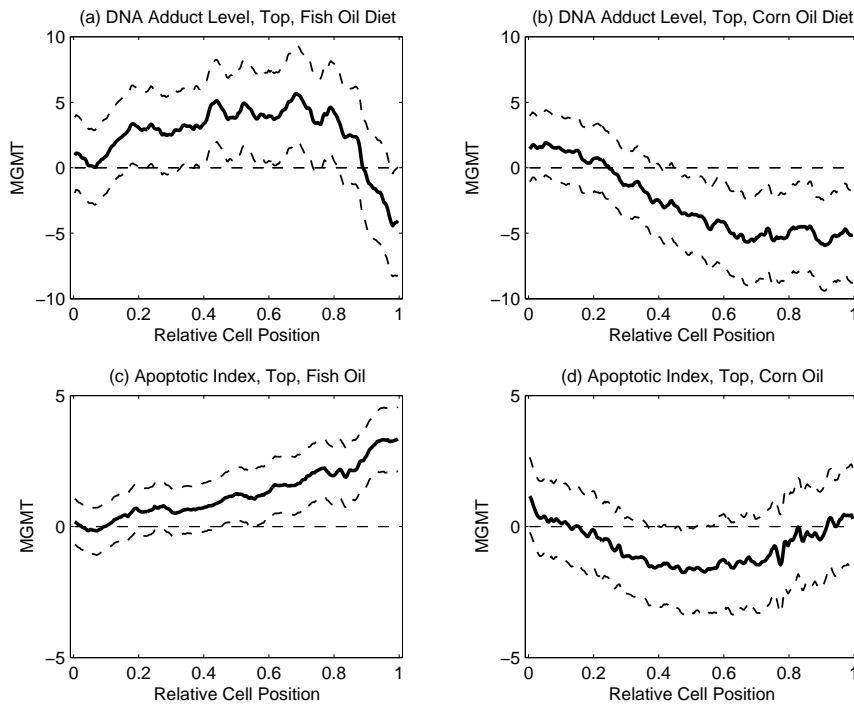 (a) DNA Adduct Level, Top, Fish Oil Diet
10
5
0
−5
−10
MGMT
0 0.2 0.4 0.6 0.8 1
Relative Cell Position
(b) DNA Adduct Level, Top, Corn Oil Diet
10
5
0
−5
−10
MGMT
0 0.2 0.4 0.6 0.8 1
Relative Cell Position
(c) Apoptotic Index, Top, Fish Oil
5
0
−5
MGMT
0 0.2 0.4 0.6 0.8 1
Relative Cell Position
(d) Apoptotic Index, Top, Corn Oil
5
0
−5
MGMT
0 0.2 0.4 0.6 0.8 1
Relative Cell Position